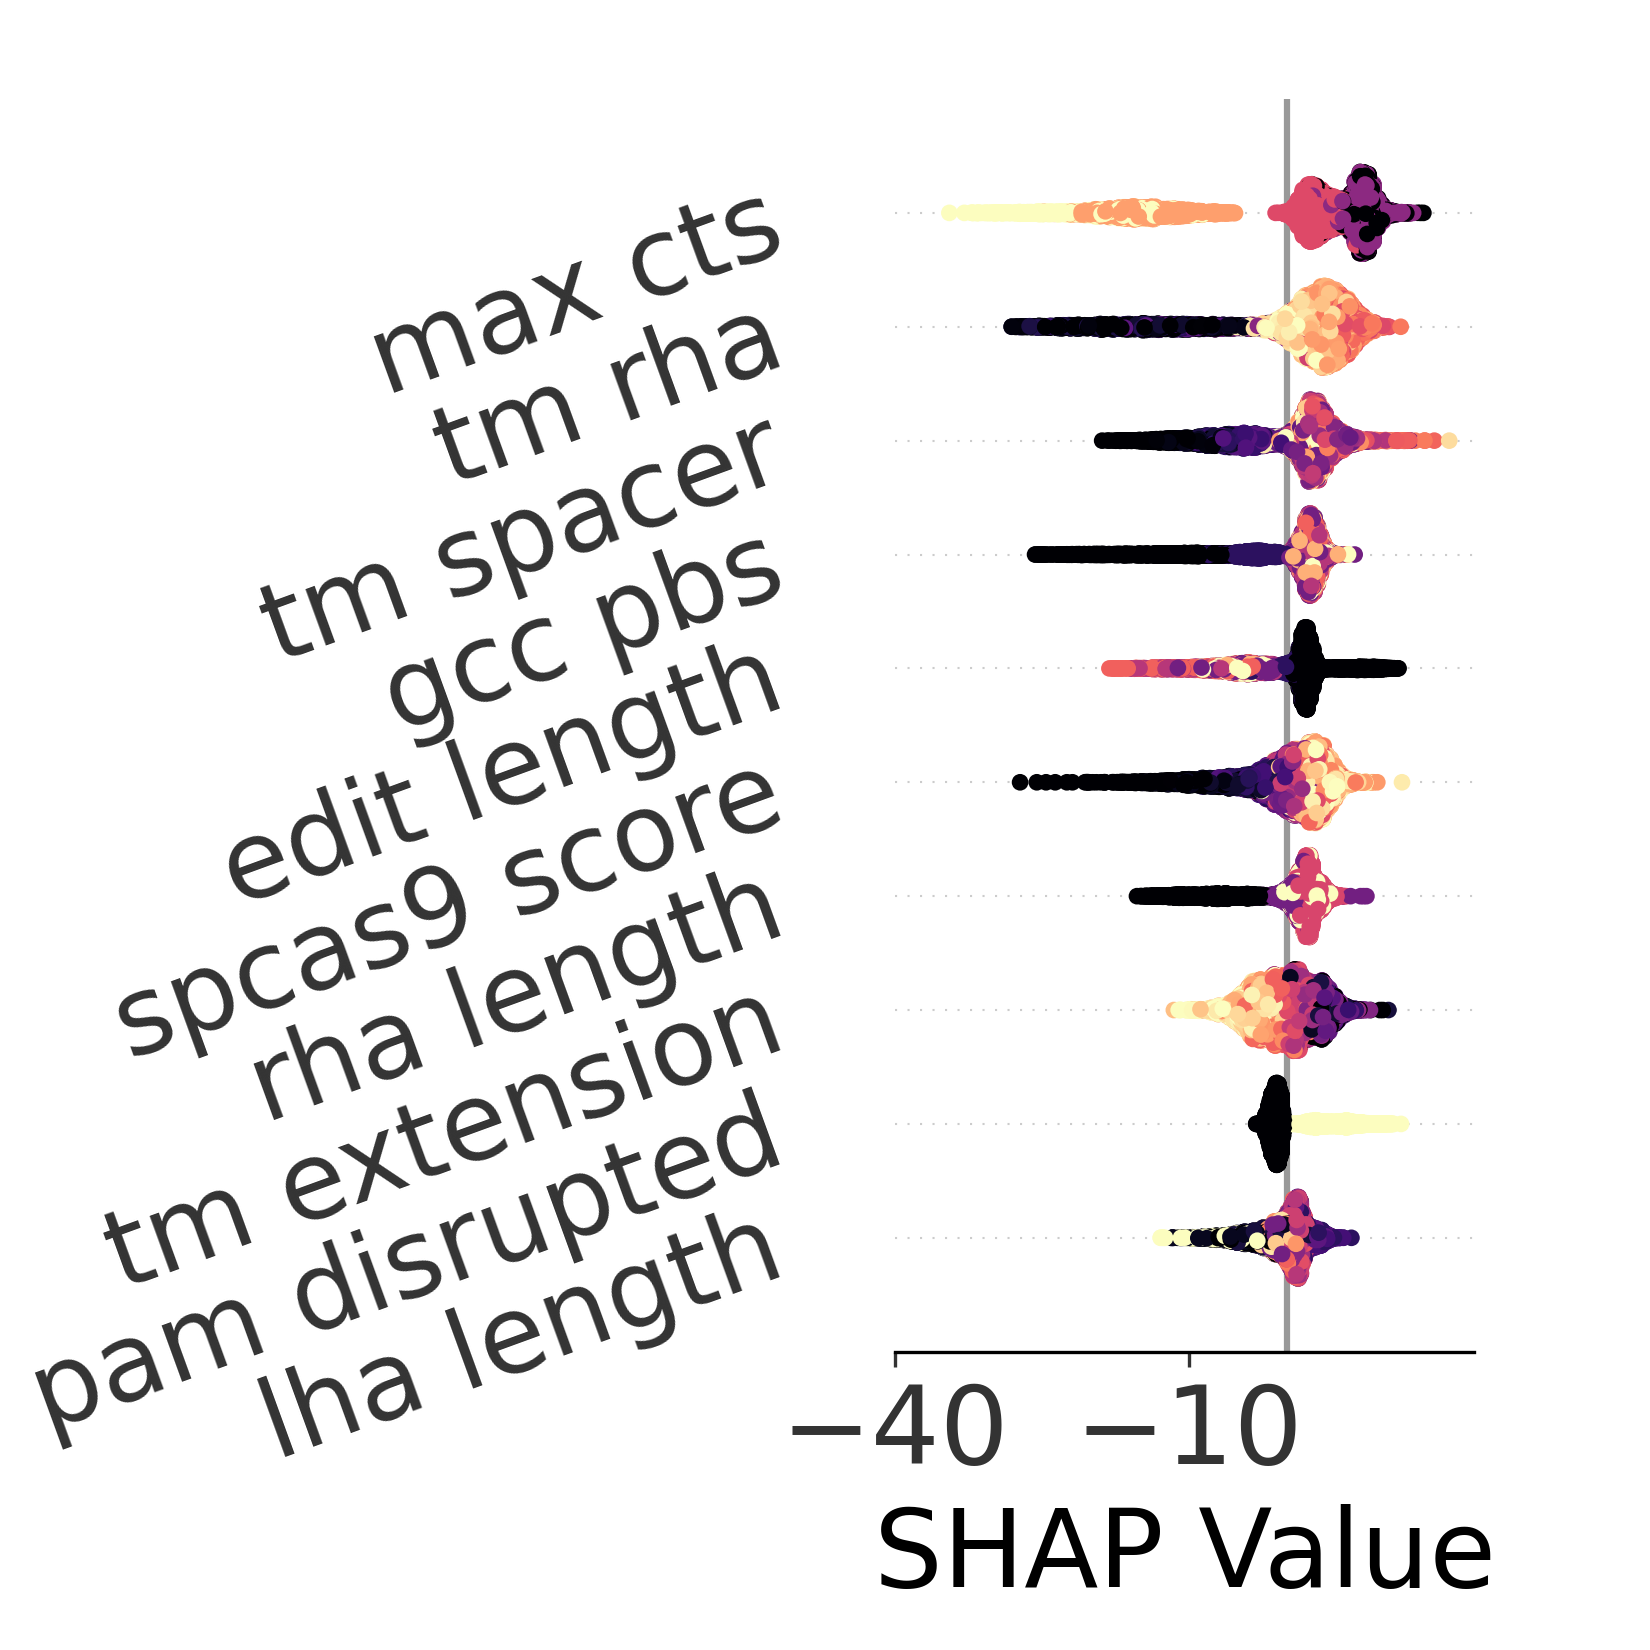 max cts
tm rha
tm spacer
gcc pbs
edit length
spcas9 score
rha length
tm extension
pam disrupted
lha length
−40 −10
SHAP Value